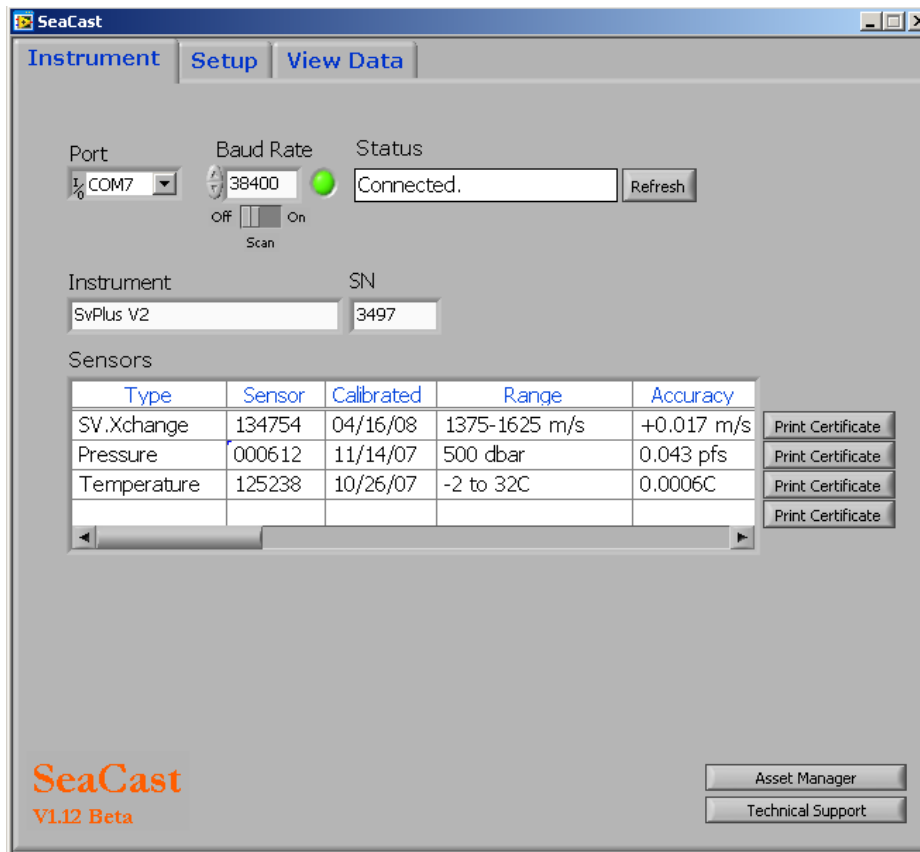 SeaCast
Instrument Setup View Data
Port Baud Rate Status
I/O COM7 38400 Connected. Refresh
Off On
Scan
Instrument SN
SvPlus V2 3497
Sensors
Type Sensor Calibrated Range Accuracy
SV.Xchange 134754 04/16/08 1375-1625 m/s +0.017 m/s Print Certificate
Pressure 000612 11/14/07 500 dbar 0.043 pfs Print Certificate
Temperature 125238 10/26/07 -2 to 32C 0.0006C Print Certificate
Print Certificate
SeaCast
V1.12 Beta
Asset Manager
Technical Support